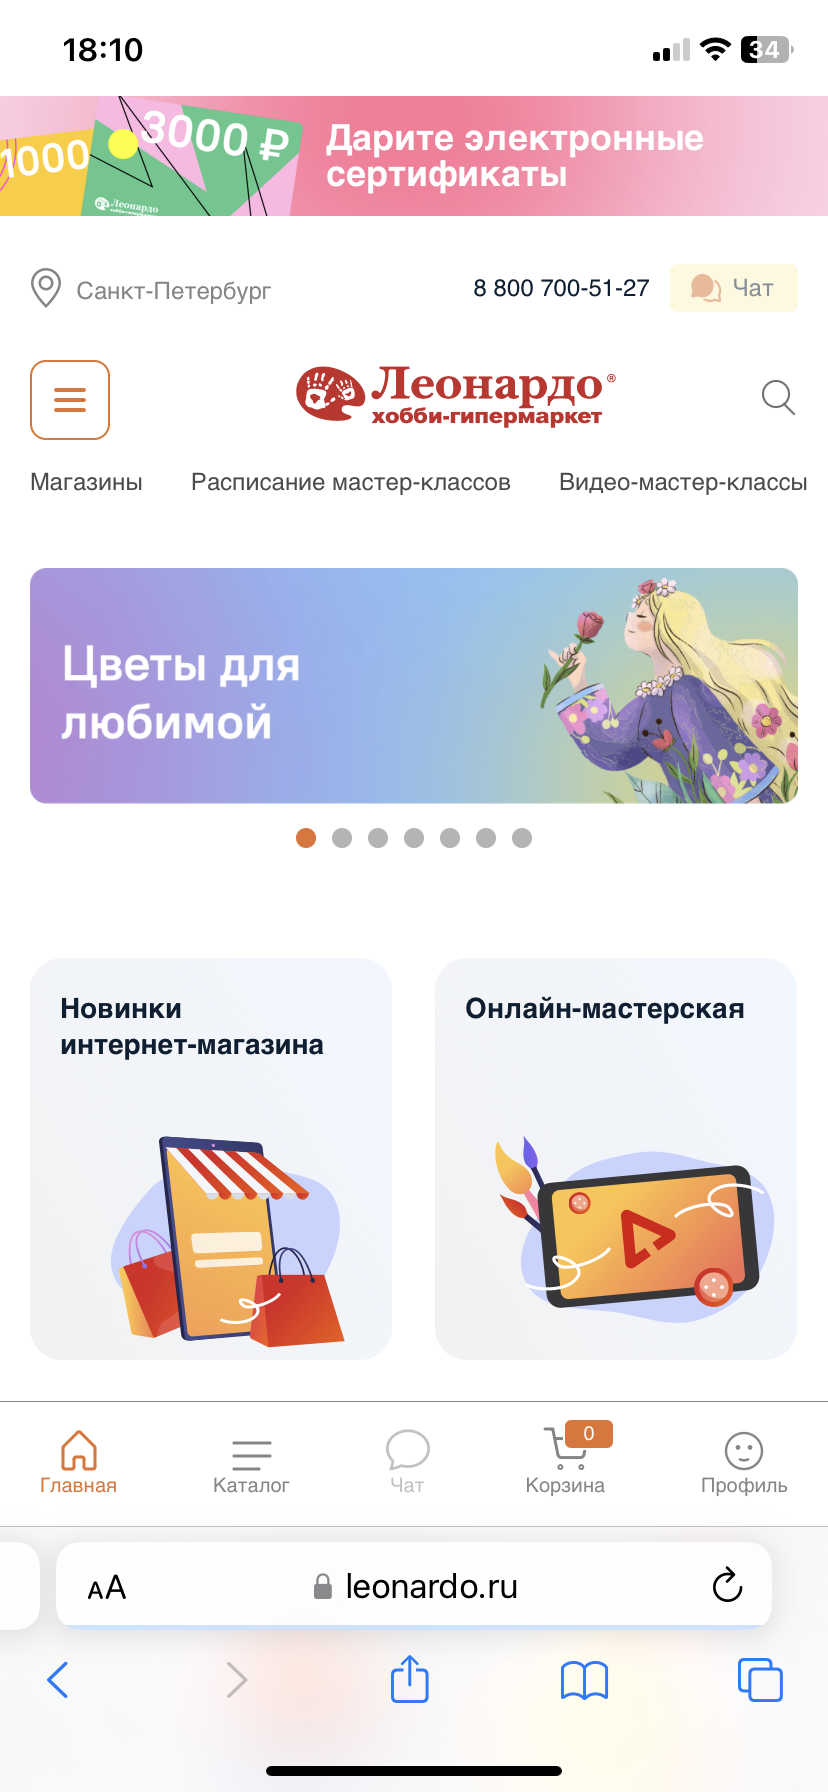 18:10
34
1000
3000 ₽
Леонардо
Дарите электронные
сертификаты
Санкт-Петербург
8 800 700-51-27
Чат
Леонардо®
хобби-гипермаркет
Магазины
Расписание мастер-классов
Видео-мастер-классы
Цветы для
любимой
Новинки
интернет-магазина
Онлайн-мастерская
0
Главная
Каталог
Чат
Корзина
Профиль
AA
leonardo.ru